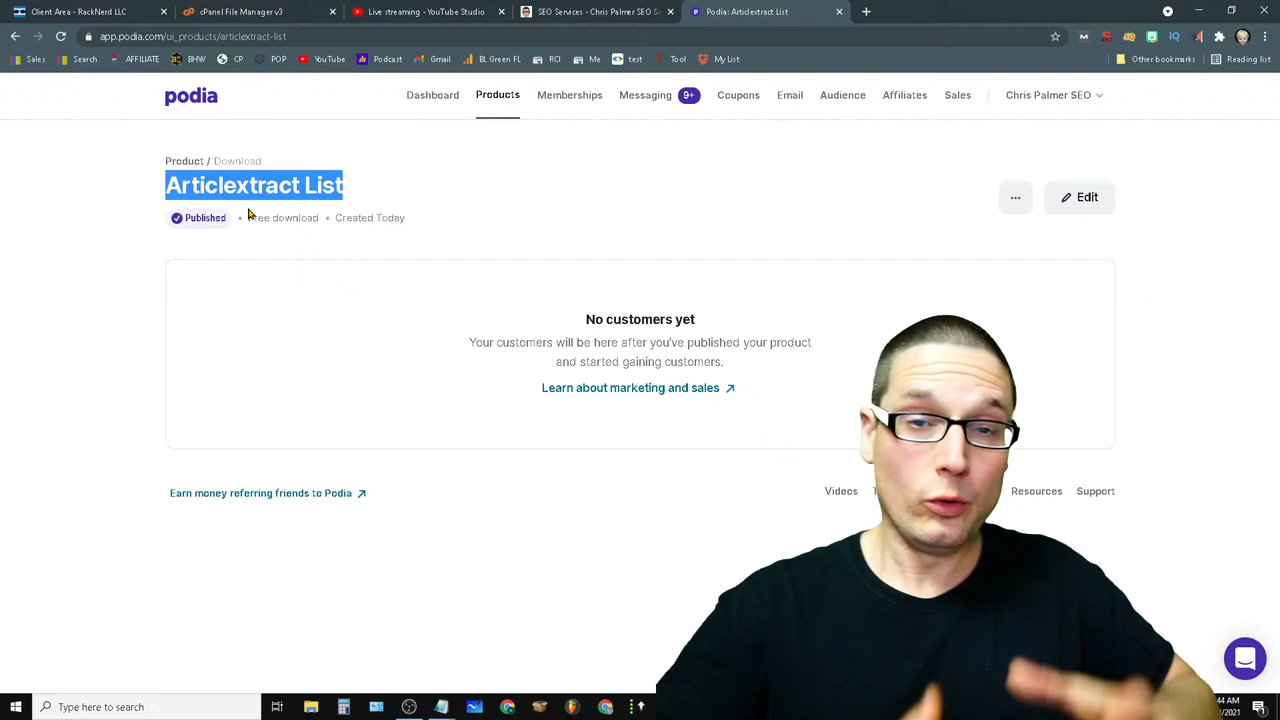 Client Area - RackNerd LLC
cPanel File Manager v3
Live streaming - YouTube Studio
SEO Services - Chris Palmer SEO S
Podia: Articlextract List
app.podia.com/ui_products/articlextract-list
Sales
Search
AFFILIATE
BHW
CP
POP
YouTube
Podcast
Gmail
BL Green FL
RCI
Me
test
Tool
My List
Other bookmarks
Reading list
podia
Dashboard
Products
Memberships
Messaging 9+
Coupons
Email
Audience
Affiliates
Sales
Chris Palmer SEO
Product / Download
Articlextract List
Published • Free download • Created Today
... Edit
No customers yet
Your customers will be here after you've published your product
and started gaining customers.
Learn about marketing and sales
Earn money referring friends to Podia
Videos
Resources
Support
Type here to search